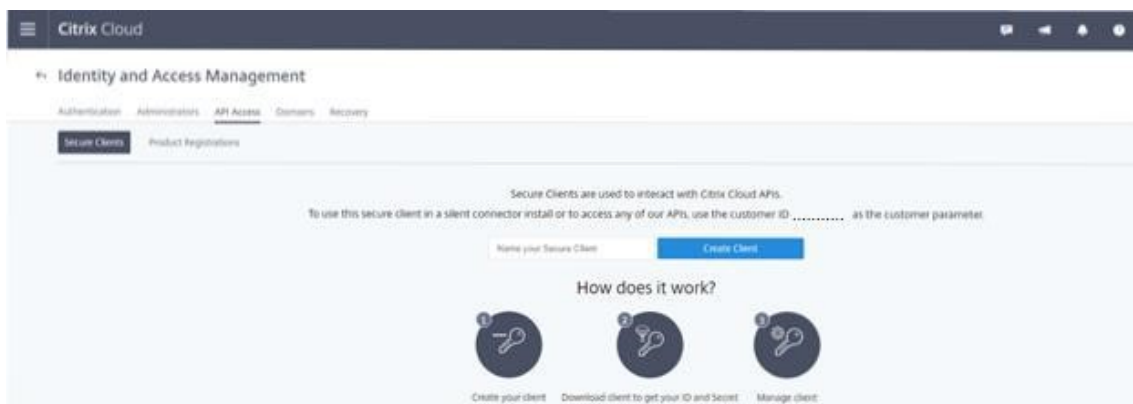 Citrix Cloud
Identity and Access Management
Authentication Administrators API Access Domains Recovery
Secure Clients Product Registrations
Secure Clients are used to interact with Citrix Cloud APIs.
To use this secure client in a silent connector install or to access any of our APIs, use the customer ID ........... as the customer parameter.
Name your Secure Client Create Client
How does it work?
1 2 3
Create your client Download client to get your ID and Secret Manage client